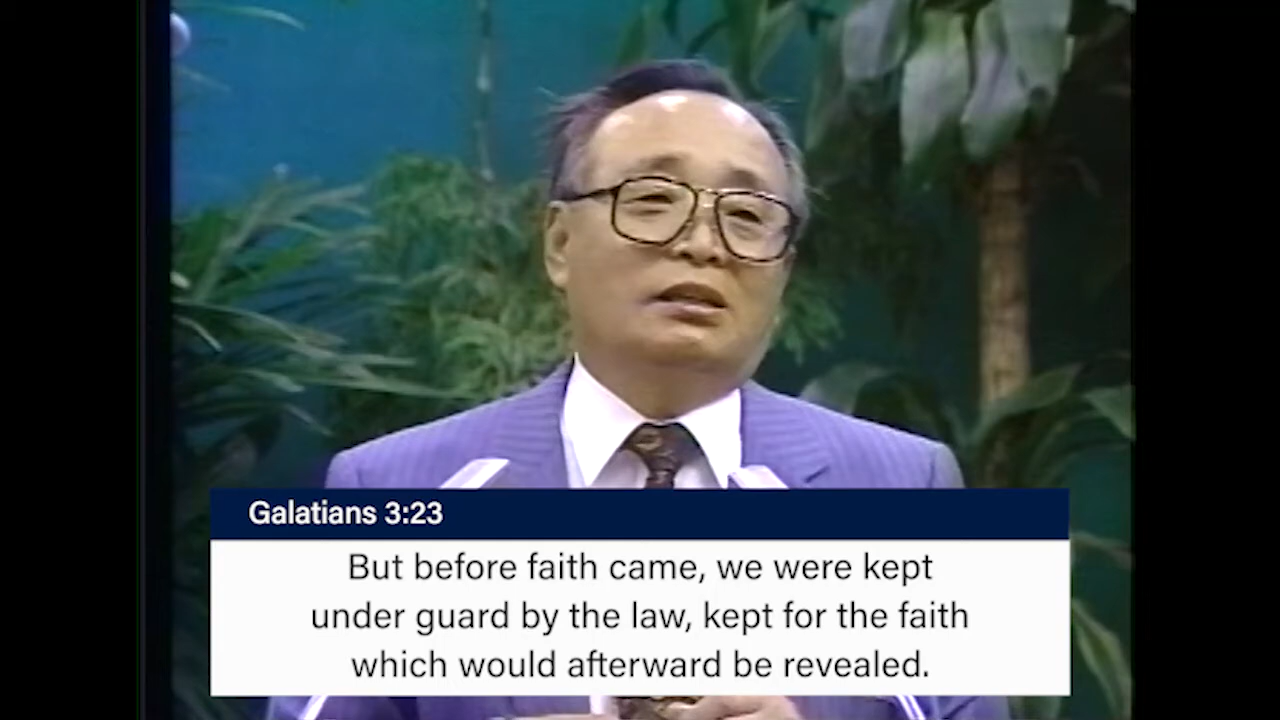 Galatians 3:23
But before faith came, we were kept
under guard by the law, kept for the faith
which would afterward be revealed.